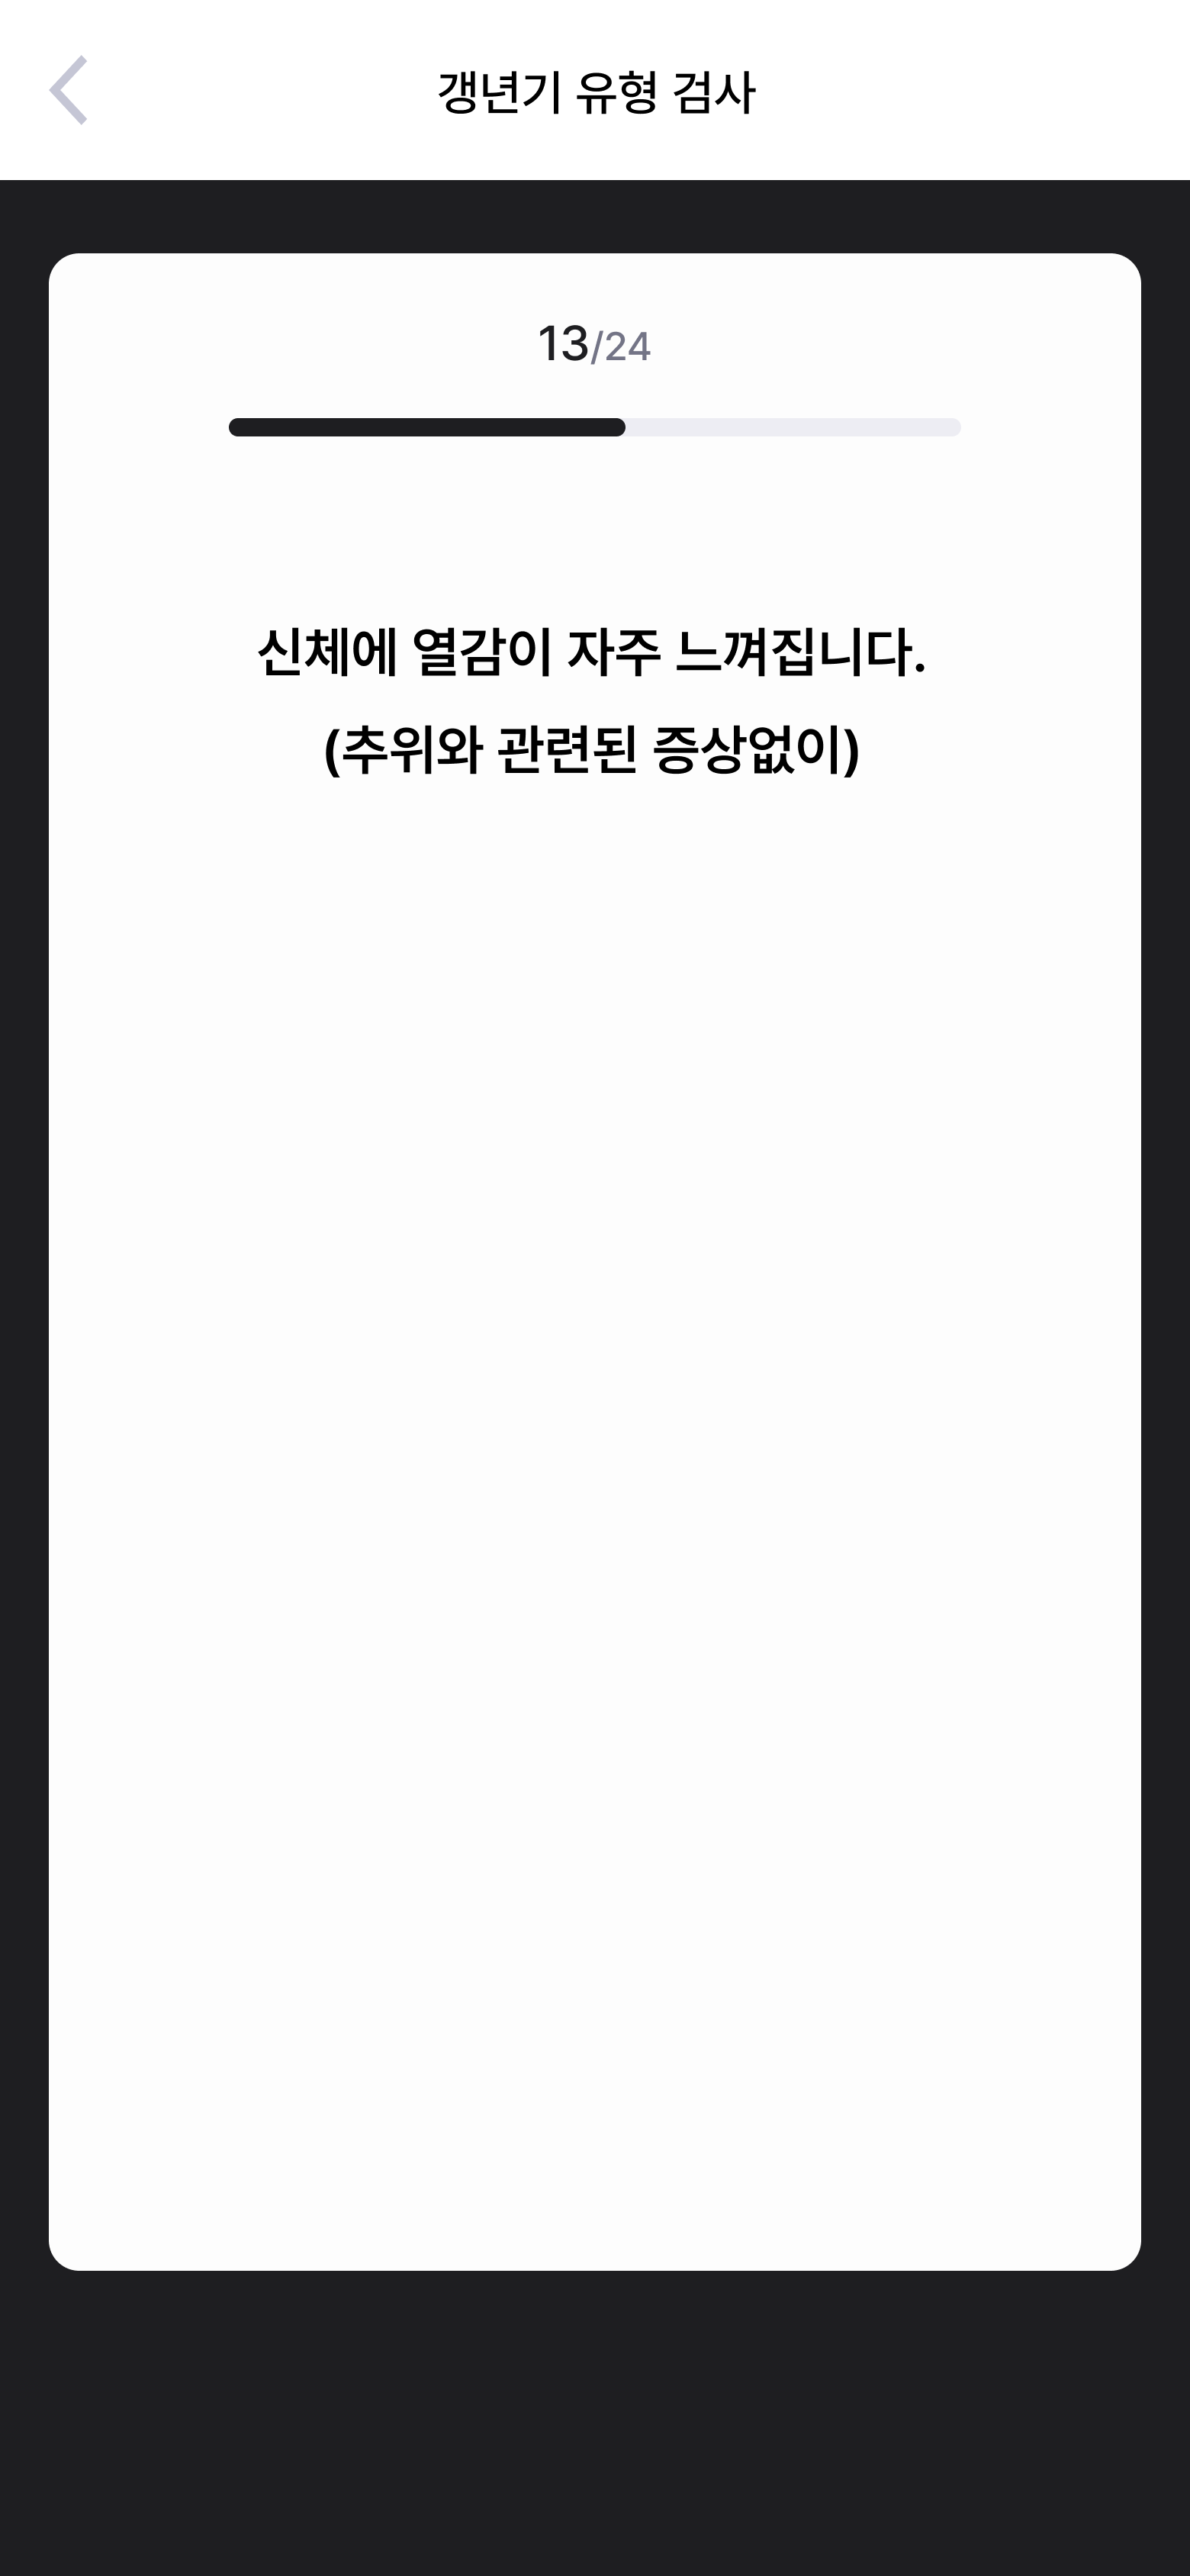 갱년기 유형 검사
13/24
신체에 열감이 자주 느껴집니다.
(추위와 관련된 증상없이)